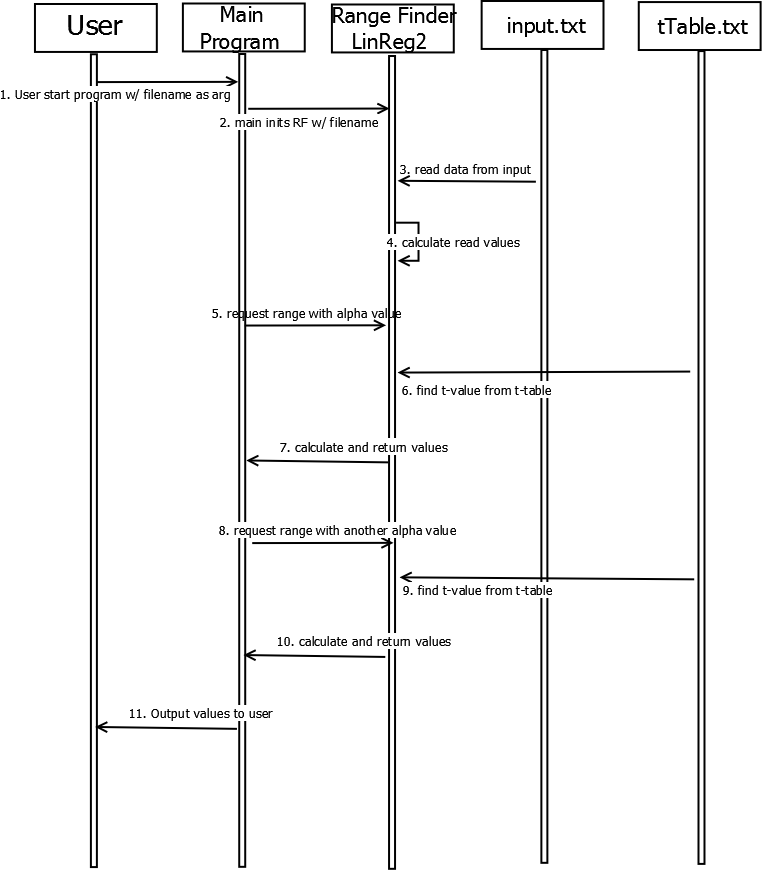 User
Main
Program
Range Finder
LinReg2
input.txt
tTable.txt
1. User start program w/ filename as arg
2. main inits RF w/ filename
3. read data from input
4. calculate read values
5. request range with alpha value
6. find t-value from t-table
7. calculate and return values
8. request range with another alpha value
9. find t-value from t-table
10. calculate and return values
11. Output values to user